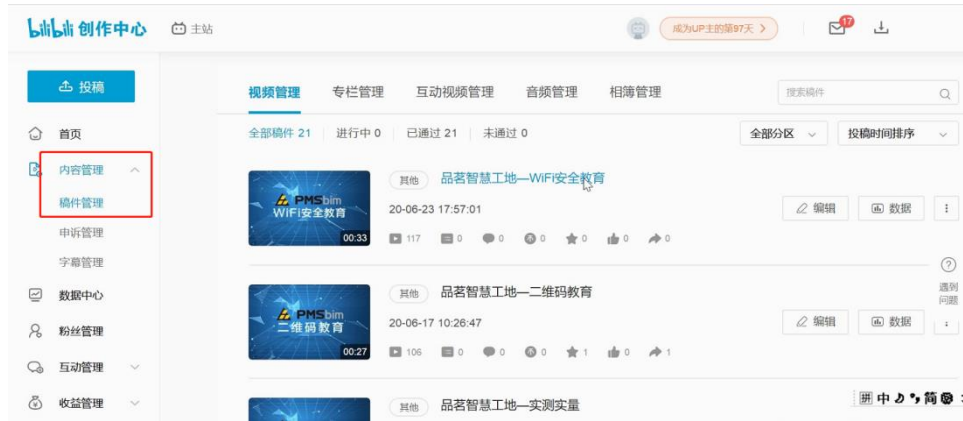 bilibili 创作中心 主站 成为UP主的第97天 > 17
投稿
视频管理 专栏管理 互动视频管理 音频管理 相簿管理 搜索稿件
首页
全部稿件 21 进行中 0 已通过 21 未通过 0 全部分区 投稿时间排序
内容管理
稿件管理
申诉管理
字幕管理
数据中心
粉丝管理
互动管理
收益管理
PMSbim
WiFi安全教育
00:33
其他 品茗智慧工地—WiFi安全教育
20-06-23 17:57:01 编辑 数据
117 0 0 0 0 0 0
遇到
问题
PMSbim
二维码教育
00:27
其他 品茗智慧工地—二维码教育
20-06-17 10:26:47 编辑 数据
106 0 0 0 1 0 1
其他 品茗智慧工地—实测实量
拼 中 简